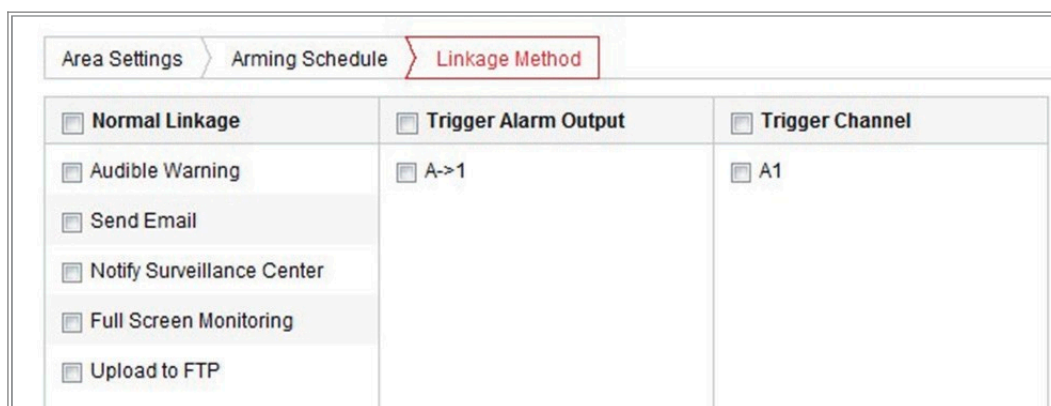 Area Settings Arming Schedule Linkage Method
Normal Linkage Trigger Alarm Output Trigger Channel
Audible Warning A->1 A1
Send Email
Notify Surveillance Center
Full Screen Monitoring
Upload to FTP